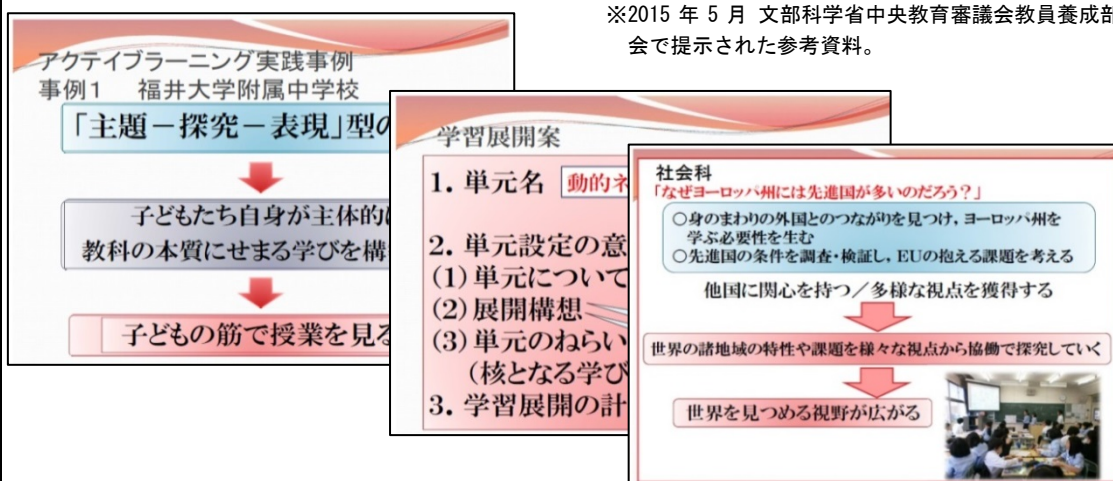 ※2015 年 5 月 文部科学省中央教育審議会教員養成部
会で提示された参考資料。
アクテイブラーニング実践事例
事例1 福井大学附属中学校
「主題－探究－表現」型の
子どもたち自身が主体的に
教科の本質にせまる学びを構
子どもの筋で授業を見る
学習展開案
1. 単元名 動的ネ
2. 単元設定の意
(1)単元について
(2)展開構想
(3)単元のねらい
(核となる学び
3. 学習展開の計
社会科
「なぜヨーロッパ州には先進国が多いのだろう？」
○身のまわりの外国とのつながりを見つけ，ヨーロッパ州を
学ぶ必要性を生む
○先進国の条件を調査・検証し，EUの抱える課題を考える
他国に関心を持つ／多様な視点を獲得する
世界の諸地域の特性や課題を様々な視点から協働で探究していく
世界を見つめる視野が広がる